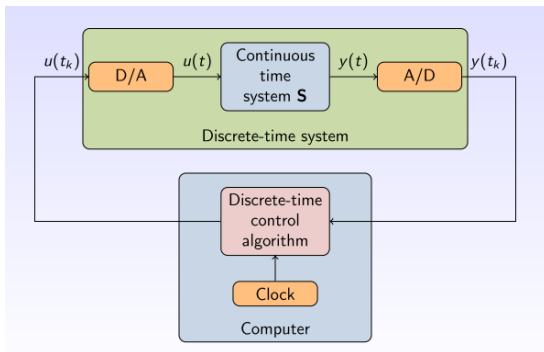 u(t_k)
D/A
u(t)
Continuous
time
system S
y(t)
A/D
y(t_k)
Discrete-time system
Discrete-time
control
algorithm
Clock
Computer